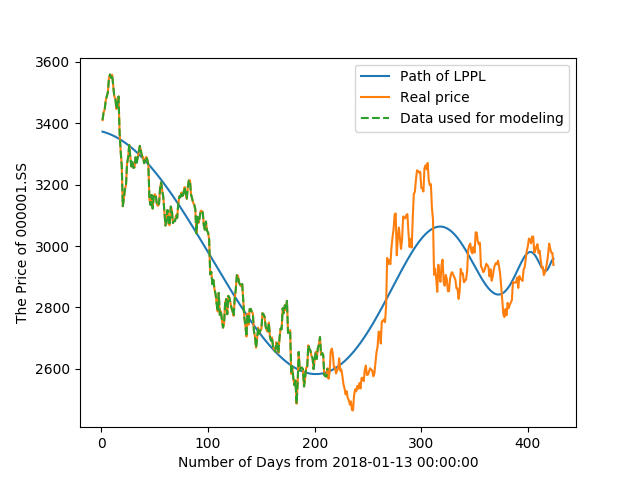 Path of LPPL
Real price
Data used for modeling
3600
3400
3200
3000
2800
2600
The Price of 000001.SS
0
100
200
300
400
Number of Days from 2018-01-13 00:00:00